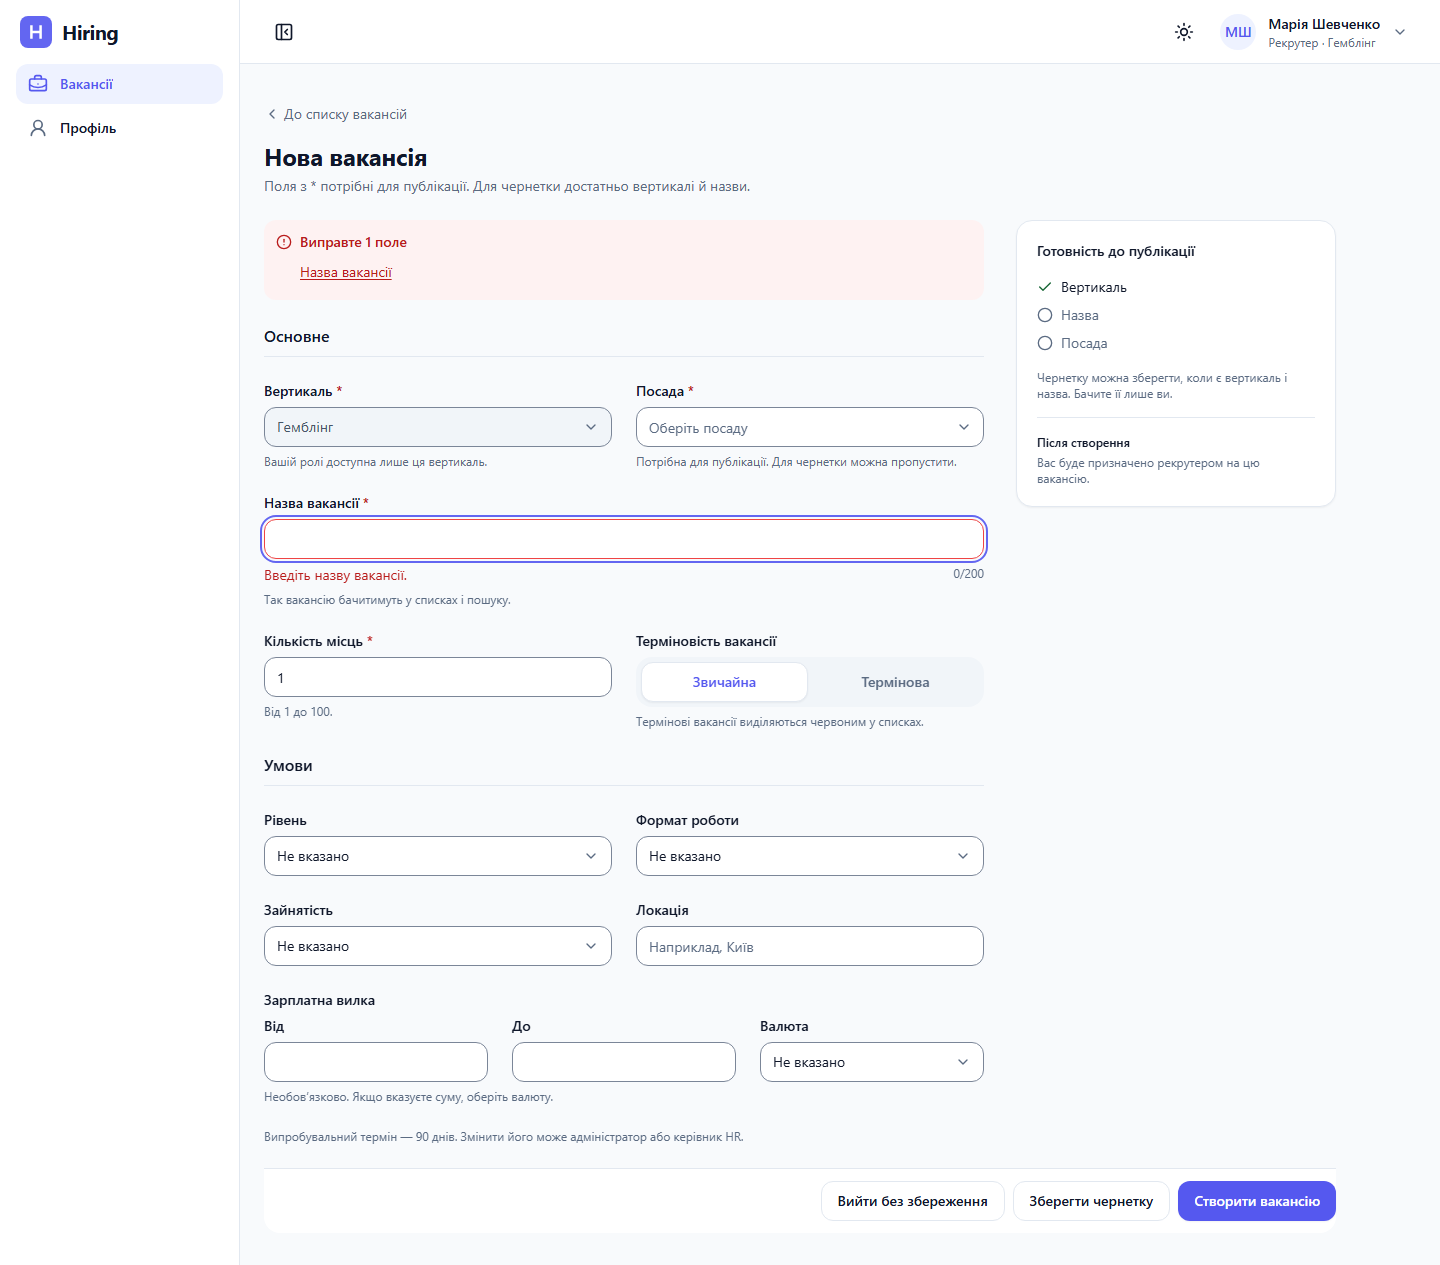 H Hiring
Марія Шевченко
МШ
Рекрутер · Гемблінг
Вакансії
Профіль
До списку вакансій
Нова вакансія
Поля з * потрібні для публікації. Для чернетки достатньо вертикалі й назви.
Виправте 1 поле
Назва вакансії
Готовність до публікації
Вертикаль
Назва
Посада
Чернетку можна зберегти, коли є вертикаль і
назва. Бачите її лише ви.
Після створення
Вас буде призначено рекрутером на цю
вакансію.
Основне
Вертикаль *
Гемблінг
Вашій ролі доступна лише ця вертикаль.
Посада *
Оберіть посаду
Потрібна для публікації. Для чернетки можна пропустити.
Назва вакансії *
Введіть назву вакансії.
0/200
Так вакансію бачитимуть у списках і пошуку.
Кількість місць *
1
Від 1 до 100.
Терміновість вакансії
Звичайна
Термінова
Термінові вакансії виділяються червоним у списках.
Умови
Рівень
Не вказано
Формат роботи
Не вказано
Зайнятість
Не вказано
Локація
Наприклад, Київ
Зарплатна вилка
Від
До
Валюта
Не вказано
Необов'язково. Якщо вказуєте суму, оберіть валюту.
Випробувальний термін — 90 днів. Змінити його може адміністратор або керівник HR.
Вийти без збереження
Зберегти чернетку
Створити вакансію